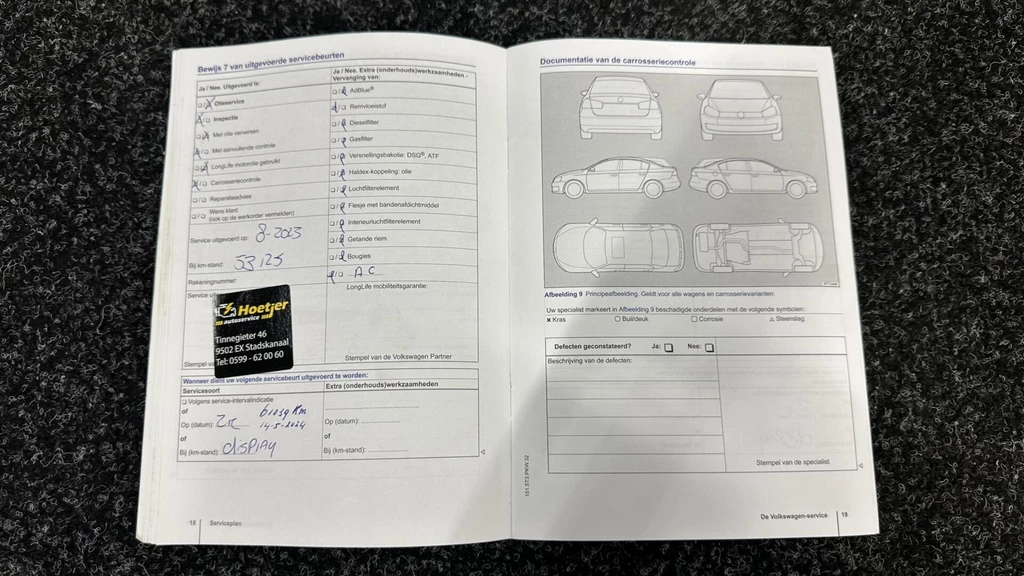 Bewijs 7 van uitgevoerde servicebeurten
Ja / Nee. Uitgevoerd is:
Olieservice
Inspectie
Met olie verversen
Met aanvullende controle
LongLife motorolie gebruikt
Carrosseriecontrole
Reparatieadvies
Wens klant
(ook op de werkorder vermelden)
Service uitgevoerd op: 8-2023
Bij km-stand: 53125
Rekeningnummer:
Service
Hoetjer
autoservice
Tinnegieter 46
9502 EX Stadskanaal
Tel: 0599 - 62 00 60
Stempel
Ja / Nee. Extra (onderhouds)werkzaamheden -
Vervanging van:
AdBlue®
Remvloeistof
Dieselfilter
Gasfilter
Versnellingsbakolie: DSG®, ATF
Haldex-koppeling: olie
Luchtfilterelement
Flesje met bandenafdichtmiddel
Interieurluchtfilterelement
Getande riem
Bougies
AC
LongLife mobiliteitsgarantie:
Stempel van de Volkswagen Partner
Wanneer dient uw volgende servicebeurt uitgevoerd te worden:
Servicesoort
Volgens service-intervalindicatie
of
Op (datum): 14-5-2024
of
Bij (km-stand): display
Extra (onderhouds)werkzaamheden
Op (datum):
of
Bij (km-stand):
18 Serviceplan
Documentatie van de carrosseriecontrole
Afbeelding 9 Principeafbeelding. Geldt voor alle wagens en carrosserievarianten.
Uw specialist markeert in Afbeelding 9 beschadigde onderdelen met de volgende symbolen:
Kras Buil/deuk Corrosie Steenslag
Defecten geconstateerd? Ja: Nee:
Beschrijving van de defecten:
Stempel van de specialist
151.5T3.PKW.32
De Volkswagen-service 19